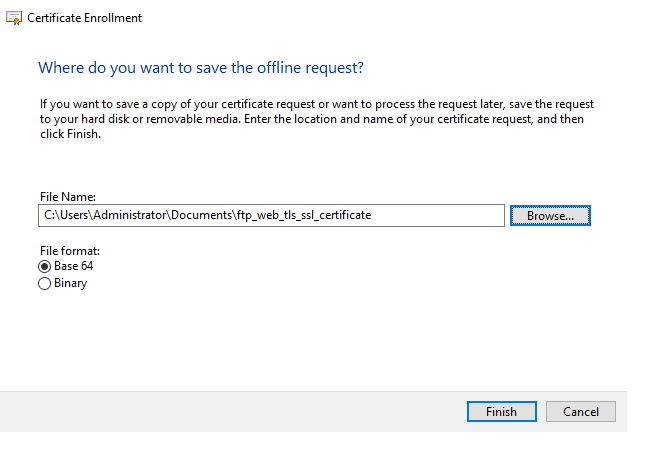 Certificate Enrollment
Where do you want to save the offline request?
If you want to save a copy of your certificate request or want to process the request later, save the request
to your hard disk or removable media. Enter the location and name of your certificate request, and then
click Finish.
File Name:
C:\Users\Administrator\Documents\ftp_web_tls_ssl_certificate
Browse...
File format:
Base 64
Binary
Finish
Cancel